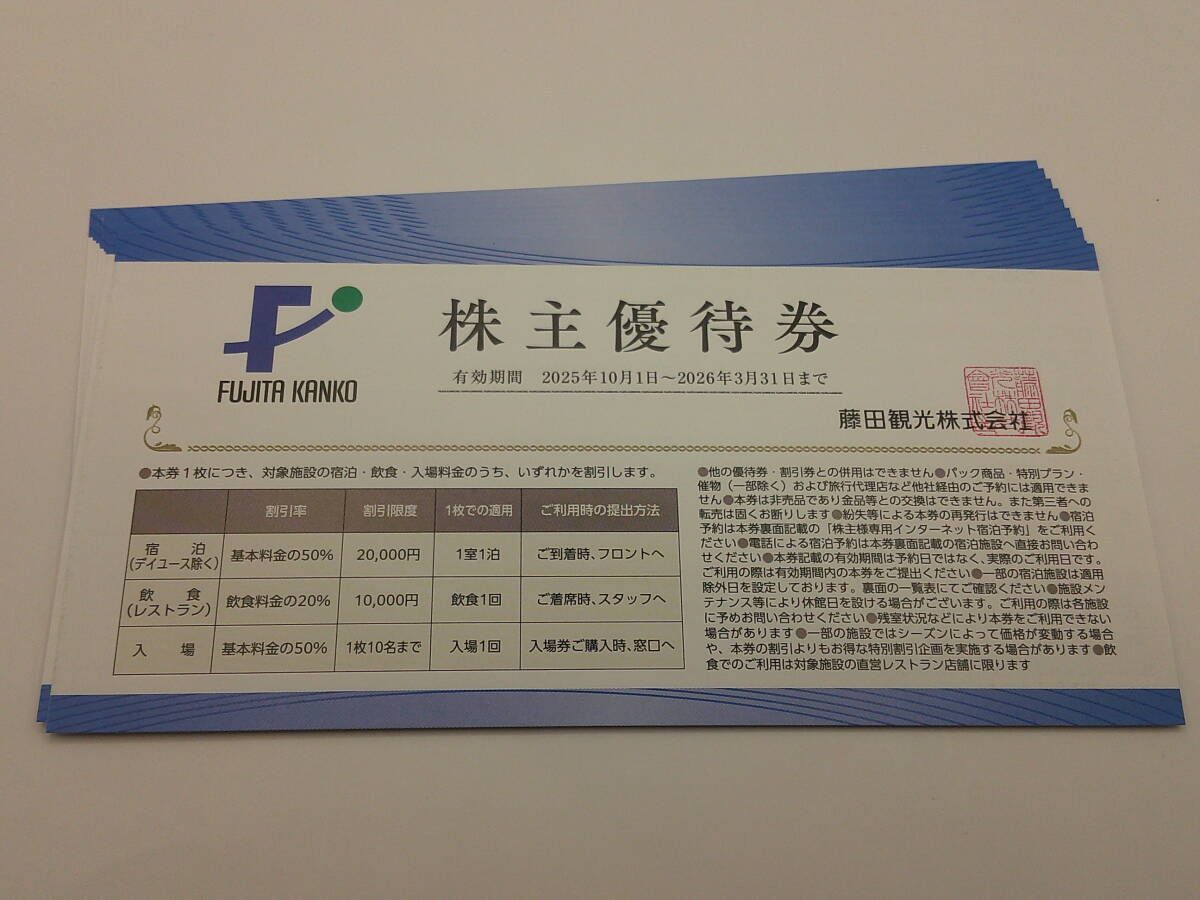 株主優待券
有効期間 2025年10月1日～2026年3月31日まで
FUJITA KANKO
藤田観光株式会社
●本券1枚につき、対象施設の宿泊・飲食・入場料金のうち、いずれかを割引します。
割引率 割引限度 1枚での適用 ご利用時の提出方法
宿泊
(デイユース除く) 基本料金の50% 20,000円 1室1泊 ご到着時、フロントへ
飲食
(レストラン) 飲食料金の20% 10,000円 飲食1回 ご着席時、スタッフへ
入場 基本料金の50% 1枚10名まで 入場1回 入場券ご購入時、窓口へ
●他の優待券・割引券との併用はできません●パック商品・特別プラン・
催物(一部除く)および旅行代理店など他社経由のご予約には適用できま
せん●本券は非売品であり金品等との交換はできません。また第三者への
転売は固くお断りします●紛失等による本券の再発行はできません●宿泊
予約は本券裏面記載の「株主様専用インターネット宿泊予約」をご利用く
ださい●電話による宿泊予約は本券裏面記載の宿泊施設へ直接お問い合わ
せください●本券記載の有効期間は予約日ではなく、実際のご利用日です。
ご利用の際は有効期間内の本券をご提出ください●一部の宿泊施設は適用
除外日を設定しております。裏面の一覧表にてご確認ください●施設メン
テナンス等により休館日を設ける場合がございます。ご利用の際は各施設
に予めお問い合わせください●残室状況などにより本券をご利用できない
場合があります●一部の施設ではシーズンによって価格が変動する場合
や、本券の割引よりもお得な特別割引企画を実施する場合があります●飲
食でのご利用は対象施設の直営レストラン店舗に限ります